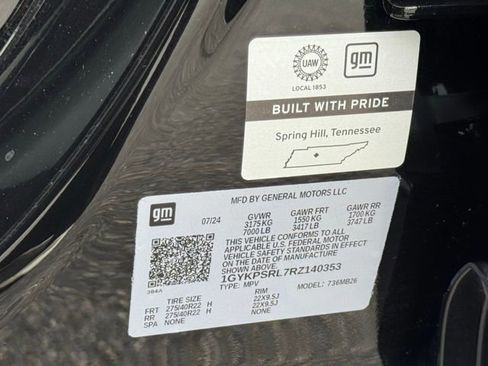 UAW
LOCAL 1853
gm
BUILT WITH PRIDE
Spring Hill, Tennessee
MFD BY GENERAL MOTORS LLC
gm
07/24 GVWR GAWR FRT GAWR RR
3175KG 1550 KG 1700 KG
7000 LB 3417 LB 3747 LB
THIS VEHICLE CONFORMS TO ALL
APPLICABLE U.S. FEDERAL MOTOR
VEHICLE SAFETY STANDARDS IN EFFECT
ON THE DATE OF MANUFACTURE SHOWN ABOVE.
1GYKPSRL7RZ140353
TYPE: MPV MODEL: 736MB26
384A
TIRE SIZE RIM
FRT 275/40R22 H 22X9.5J
RR 275/40R22 H 22X9.5J
SPA NONE NONE